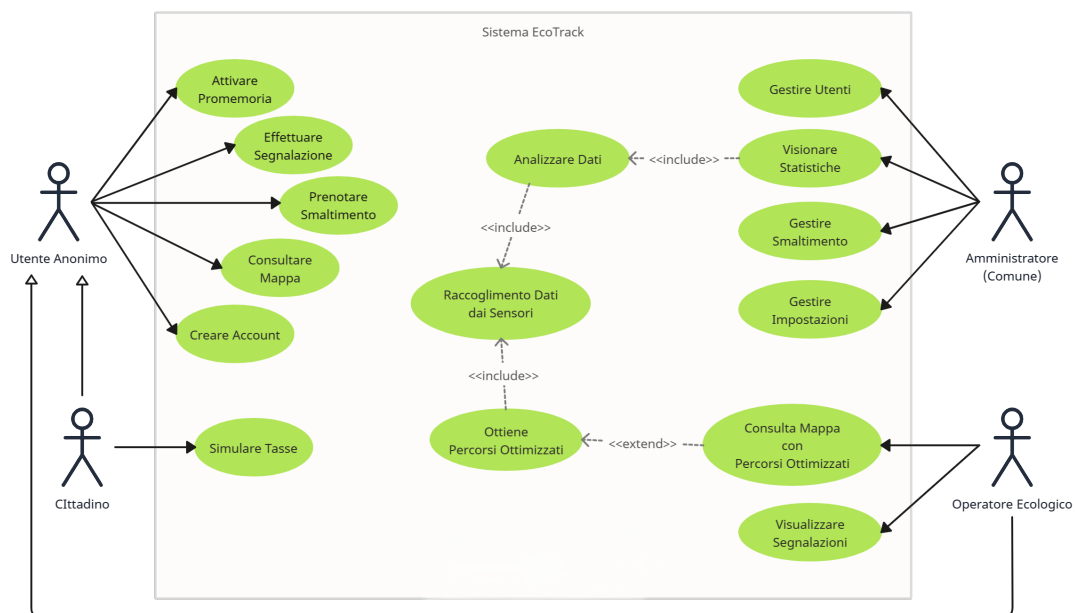 Sistema EcoTrack
Attivare
Promemoria
Effettuare
Segnalazione
Prenotare
Smaltimento
Consultare
Mappa
Creare Account
Utente Anonimo
CIttadino
Simulare Tasse
Analizzare Dati
<<include>>
<<include>>
Raccoglimento Dati
dai Sensori
<<include>>
Ottiene
Percorsi Ottimizzati
<<extend>>
Gestire Utenti
Visionare
Statistiche
Gestire
Smaltimento
Gestire
Impostazioni
Amministratore
(Comune)
Consulta Mappa
con
Percorsi Ottimizzati
Visualizzare
Segnalazioni
Operatore Ecologico